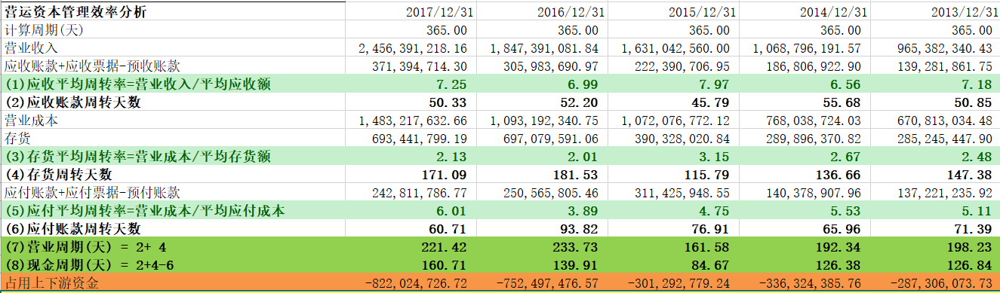 营运资本管理效率分析 2017/12/31 2016/12/31 2015/12/31 2014/12/31 2013/12/31
计算周期(天) 365.00 365.00 365.00 365.00 365.00
营业收入 2,456,391,218.16 1,847,391,081.84 1,631,042,560.00 1,068,796,191.57 965,382,340.43
应收账款+应收票据-预收账款 371,394,714.30 305,983,690.97 222,390,706.95 186,806,922.90 139,281,861.75
(1)应收平均周转率=营业收入/平均应收额 7.25 6.99 7.97 6.56 7.18
(2)应收账款周转天数 50.33 52.20 45.79 55.68 50.85
营业成本 1,483,217,632.66 1,093,192,340.75 1,072,076,772.12 768,038,724.03 670,813,034.48
存货 693,441,799.19 697,079,591.06 390,328,020.84 289,896,370.82 285,245,447.90
(3)存货平均周转率=营业成本/平均存货额 2.13 2.01 3.15 2.67 2.48
(4)存货周转天数 171.09 181.53 115.79 136.66 147.38
应付账款+应付票据-预付账款 242,811,786.77 250,565,805.46 311,425,948.55 140,378,907.96 137,221,235.92
(5)应付平均周转率=营业成本/平均应付成本 6.01 3.89 4.75 5.53 5.11
(6)应付账款周转天数 60.71 93.82 76.91 65.96 71.39
(7)营业周期(天) = 2+ 4 221.42 233.73 161.58 192.34 198.23
(8)现金周期(天) = 2+4-6 160.71 139.91 84.67 126.38 126.84
占用上下游资金 -822,024,726.72 -752,497,476.57 -301,292,779.24 -336,324,385.76 -287,306,073.73